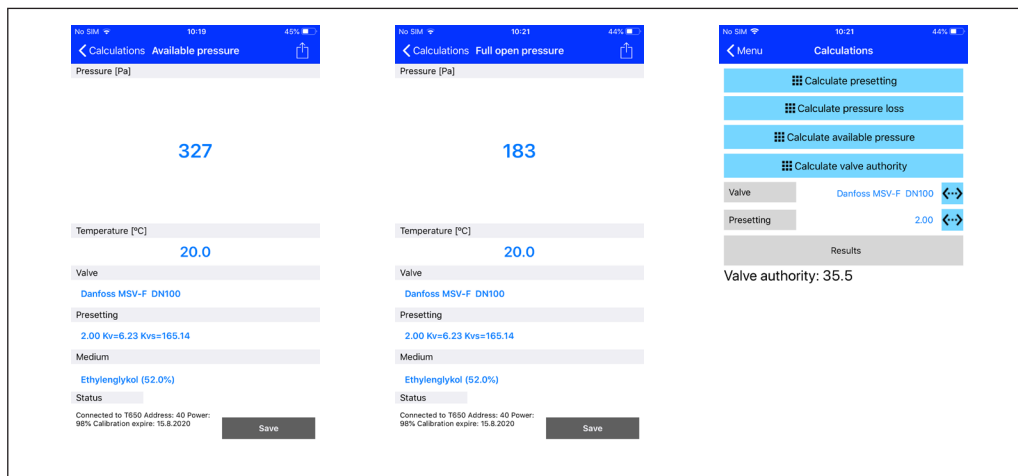 No SIM 10:19 45%
Calculations Available pressure
Pressure [Pa]
327
Temperature [ºC]
20.0
Valve
Danfoss MSV-F DN100
Presetting
2.00 Kv=6.23 Kvs=165.14
Medium
Ethylenglykol (52.0%)
Status
Connected to T650 Address: 40 Power:
98% Calibration expire: 15.8.2020
Save
No SIM 10:21 44%
Calculations Full open pressure
Pressure [Pa]
183
Temperature [ºC]
20.0
Valve
Danfoss MSV-F DN100
Presetting
2.00 Kv=6.23 Kvs=165.14
Medium
Ethylenglykol (52.0%)
Status
Connected to T650 Address: 40 Power:
98% Calibration expire: 15.8.2020
Save
No SIM 10:21 44%
Menu Calculations
Calculate presetting
Calculate pressure loss
Calculate available pressure
Calculate valve authority
Valve Danfoss MSV-F DN100
Presetting 2.00
Results
Valve authority: 35.5